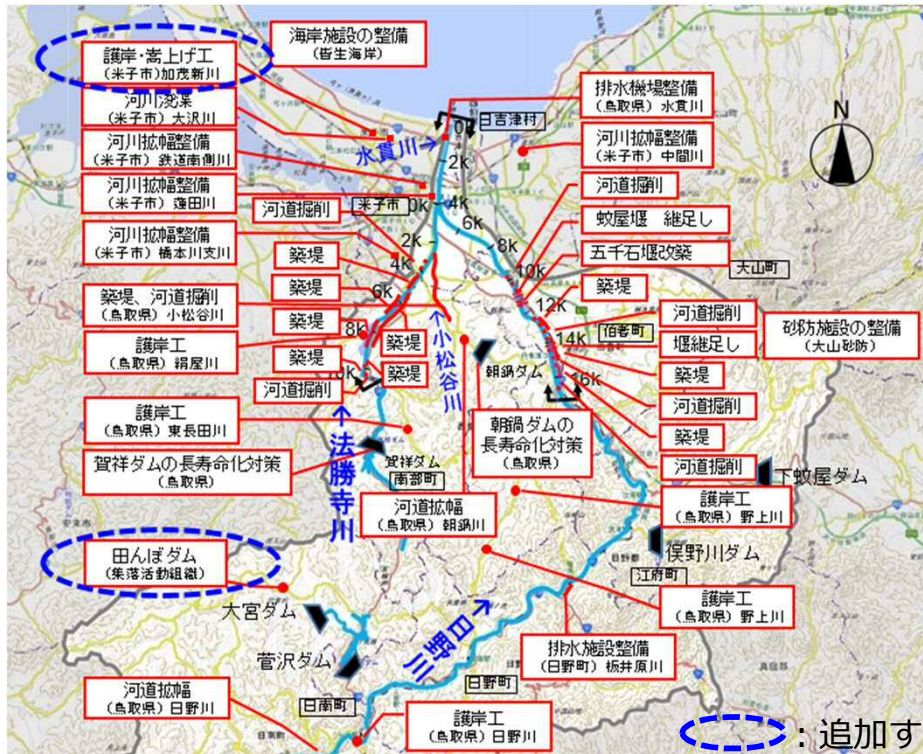 護岸・嵩上げ工
(米子市)加茂新川
海岸施設の整備
(皆生海岸)
河川浚渫
(米子市)大沢川
河川拡幅整備
(米子市)鉄道南側川
河川拡幅整備
(米子市)蓮田川
河川拡幅整備
(米子市)橋本川支川
築堤、河道掘削
(鳥取県)小松谷川
護岸工
(鳥取県)絹屋川
護岸工
(鳥取県)東長田川
賀祥ダムの長寿命化対策
(鳥取県)
田んぼダム
(集落活動組織)
河道拡幅
(鳥取県)日野川
水貫川→
0k
日吉津村
2k
米子市
0k
4k
6k
8k
10k
12k
14k
16k
河道掘削
2k
築堤
4k
築堤
6k
築堤
8k
築堤
築堤
築堤
10k
河道掘削
←小松谷川
←法勝寺川
排水機場整備
(鳥取県)水貫川
河川拡幅整備
(米子市)中間川
河道掘削
蚊屋堰 継足し
五千石堰改築
大山町
築堤
伯耆町
河道掘削
堰継足し
砂防施設の整備
(大山砂防)
築堤
河道掘削
築堤
河道掘削
N
朝鍋ダム
朝鍋ダムの
長寿命化対策
(鳥取県)
賀祥ダム
南部町
河道拡幅
(鳥取県)朝鍋川
下蚊屋ダム
護岸工
(鳥取県)野上川
俣野川ダム
江府町
護岸工
(鳥取県)野上川
大宮ダム
菅沢ダム
日野川→
排水施設整備
(日野町)板井原川
日野町
日南町
護岸工
(鳥取県)日野川
:追加す